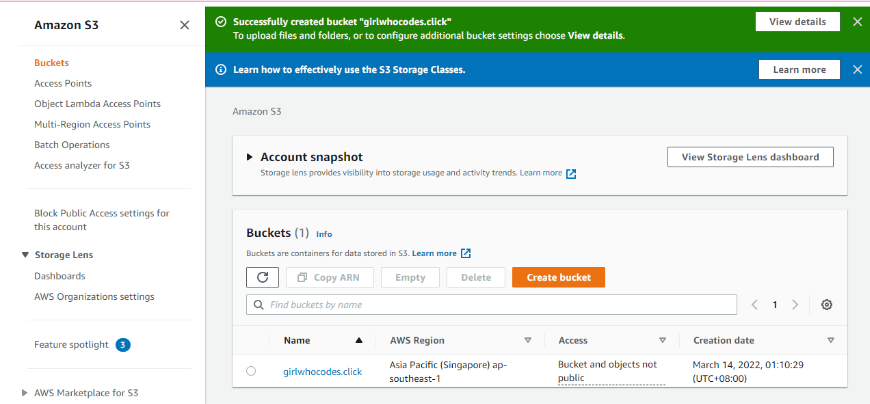 Amazon S3
Buckets
Access Points
Object Lambda Access Points
Multi-Region Access Points
Batch Operations
Access analyzer for S3
Block Public Access settings for
this account
Storage Lens
Dashboards
AWS Organizations settings
Feature spotlight 3
AWS Marketplace for S3
Successfully created bucket "girlwhocodes.click"
To upload files and folders, or to configure additional bucket settings choose View details.
View details
Learn how to effectively use the S3 Storage Classes.
Learn more
Amazon S3
Account snapshot
Storage lens provides visibility into storage usage and activity trends. Learn more
View Storage Lens dashboard
Buckets (1) Info
Buckets are containers for data stored in S3. Learn more
Copy ARN Empty Delete Create bucket
Find buckets by name
1
Name AWS Region Access Creation date
girlwhocodes.click
Asia Pacific (Singapore) ap-
southeast-1
Bucket and objects not
public
March 14, 2022, 01:10:29
(UTC+08:00)